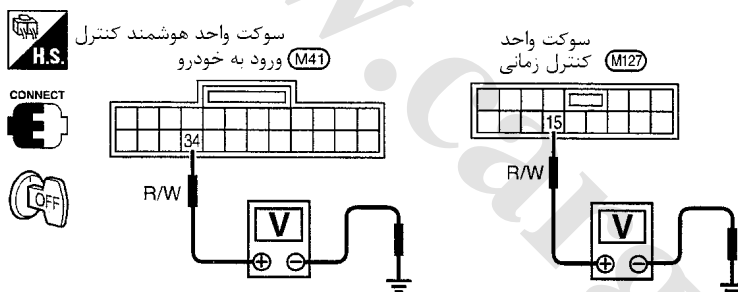 سوکت واحد هوشمند کنترل
ورود به خودرو M41
H.S.
CONNECT
OFF
34
R/W
V
سوکت واحد
کنترل زمانی M127
15
R/W
V